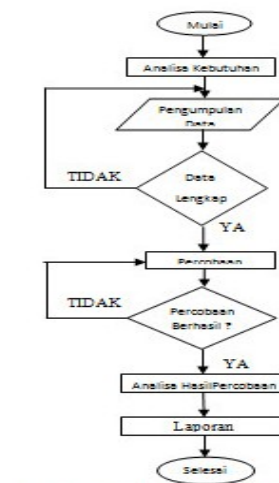 Mulai
Analisa Kebutuhan
Pengumpulan
Data
TIDAK
Data
Lengkap
YA
Percobaan
TIDAK
Percobaan
Berhasil ?
YA
Analisa HasilPercobaan
Laporan
Selesai